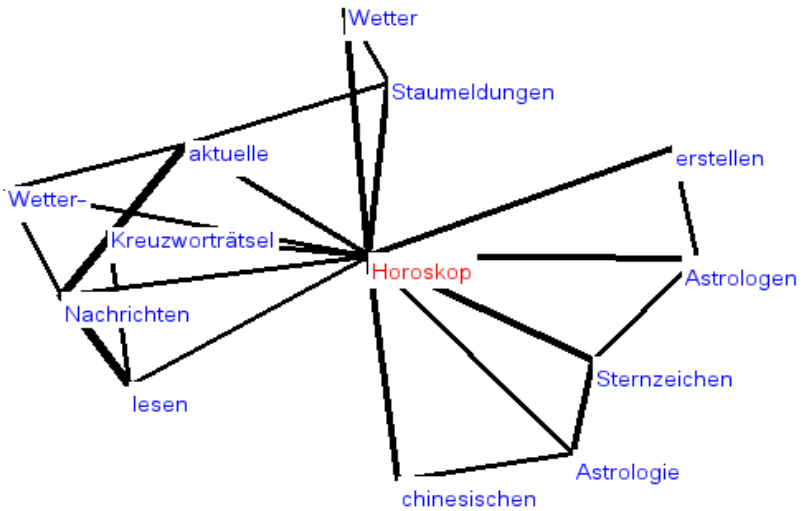 Wetter
Staumeldungen
aktuelle
erstellen
Wetter-
Kreuzworträtsel
Horoskop
Astrologen
Nachrichten
Sternzeichen
lesen
Astrologie
chinesischen